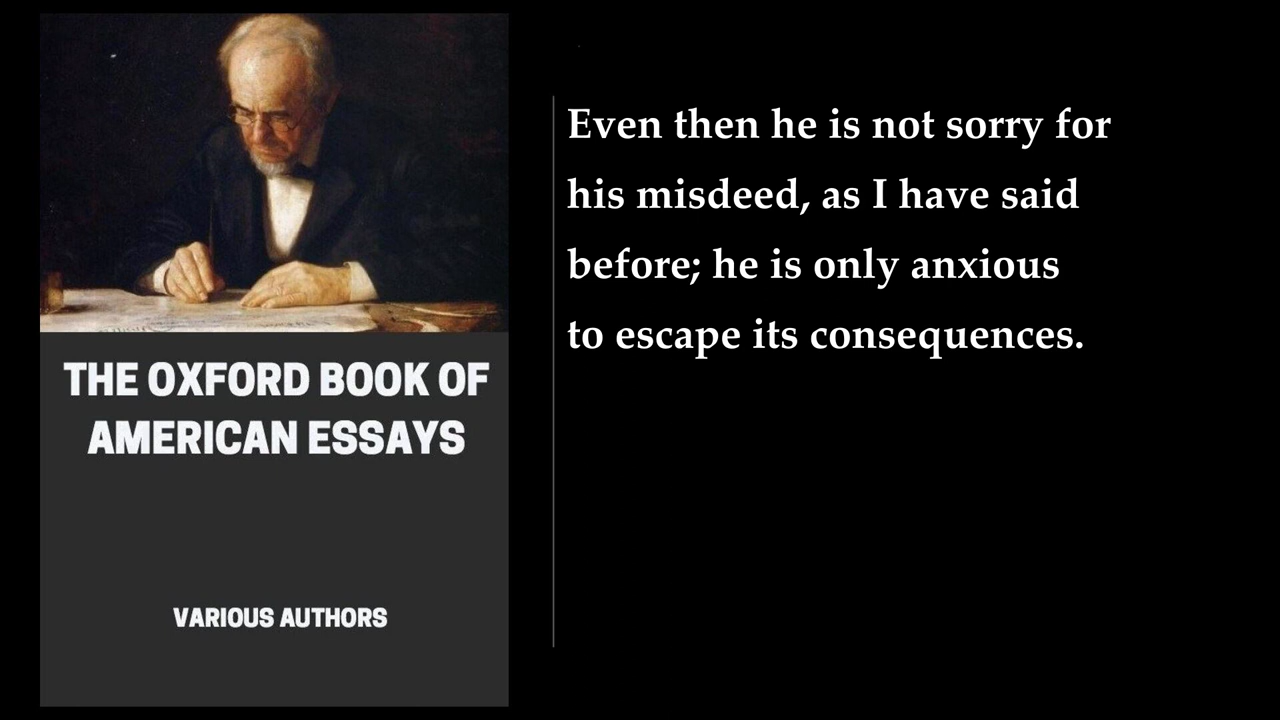 THE OXFORD BOOK OF
AMERICAN ESSAYS
VARIOUS AUTHORS
Even then he is not sorry for
his misdeed, as I have said
before; he is only anxious
to escape its consequences.